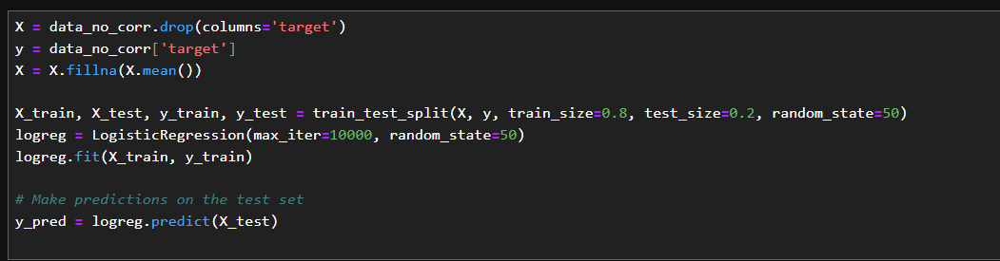 X = data_no_corr.drop(columns='target')
y = data_no_corr['target']
X = X.fillna(X.mean())
X_train, X_test, y_train, y_test = train_test_split(X, y, train_size=0.8, test_size=0.2, random_state=50)
logreg = LogisticRegression(max_iter=10000, random_state=50)
logreg.fit(X_train, y_train)
# Make predictions on the test set
y_pred = logreg.predict(X_test)